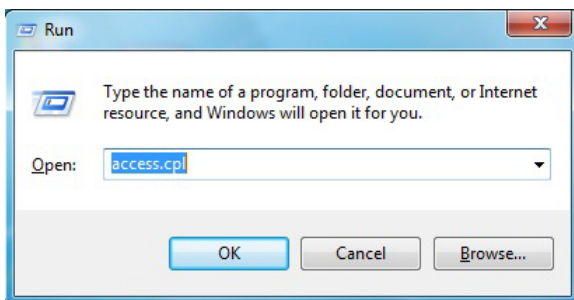 Run
Type the name of a program, folder, document, or Internet
resource, and Windows will open it for you.
Open: access.cpl
OK Cancel Browse...